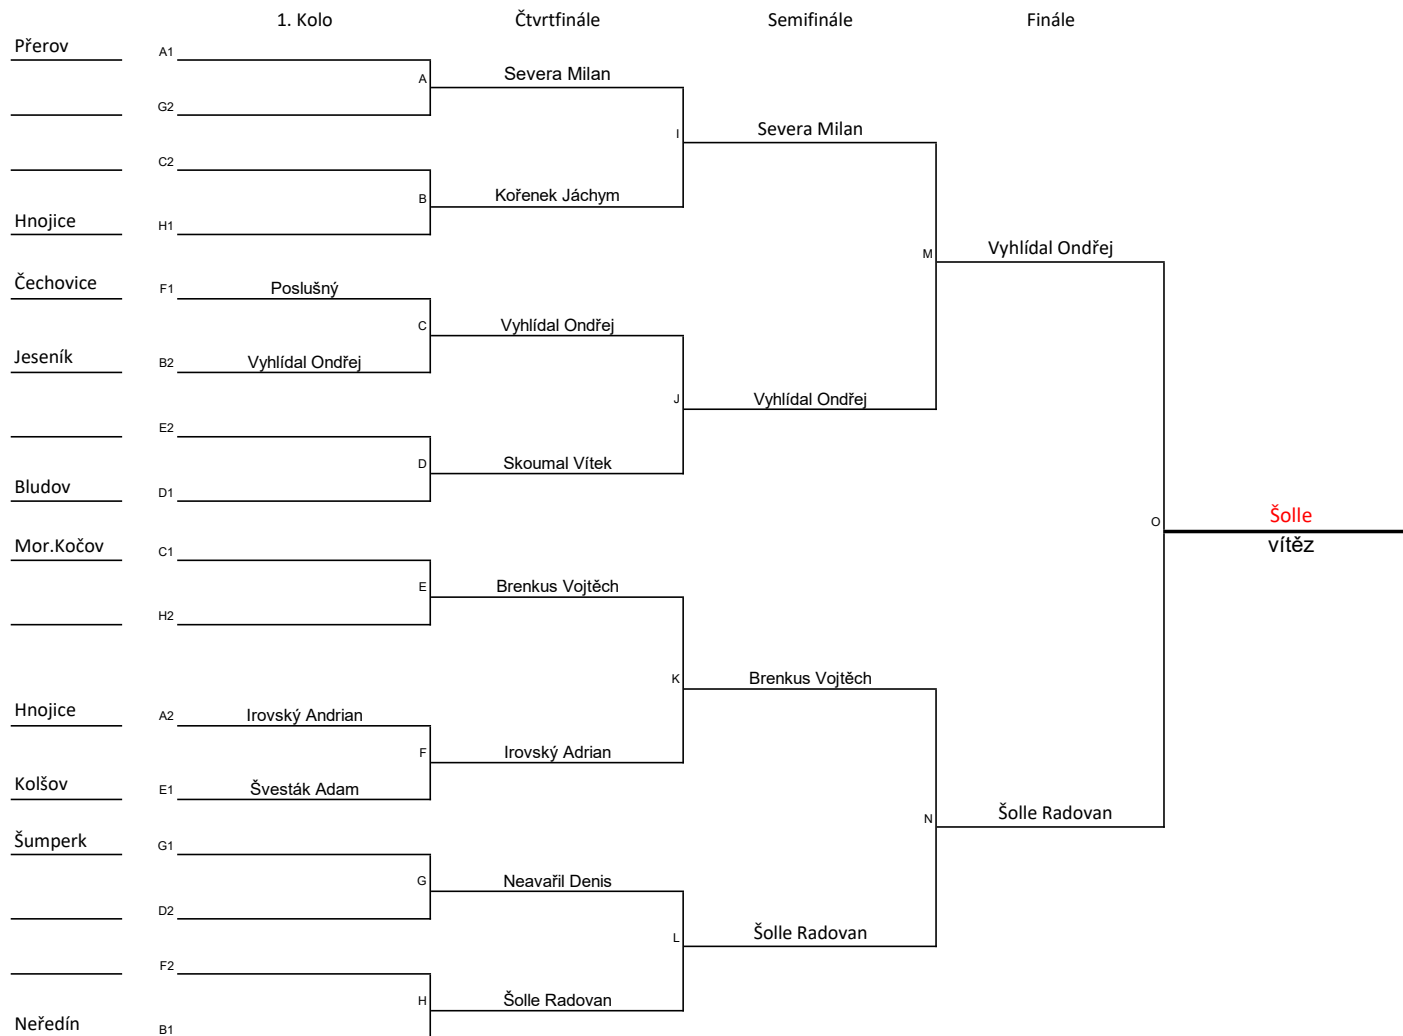 1. Kolo Čtvrtfinále Semifinále Finále
Přerov A1
A Severa Milan
G2
I Severa Milan
C2
B Kořenek Jáchym
Hnojice H1
M Vyhlídal Ondřej
Čechovice F1 Poslušný
C Vyhlídal Ondřej
Jeseník B2 Vyhlídal Ondřej
J Vyhlídal Ondřej
E2
D Skoumal Vítek
Bludov D1
O Šolle
vítěz
Mor.Kočov C1
E Brenkus Vojtěch
H2
K Brenkus Vojtěch
Hnojice A2 Irovský Andrian
F Irovský Adrian
Kolšov E1 Švesták Adam
N Šolle Radovan
Šumperk G1
G Neavařil Denis
D2
L Šolle Radovan
F2
H Šolle Radovan
Neředín B1